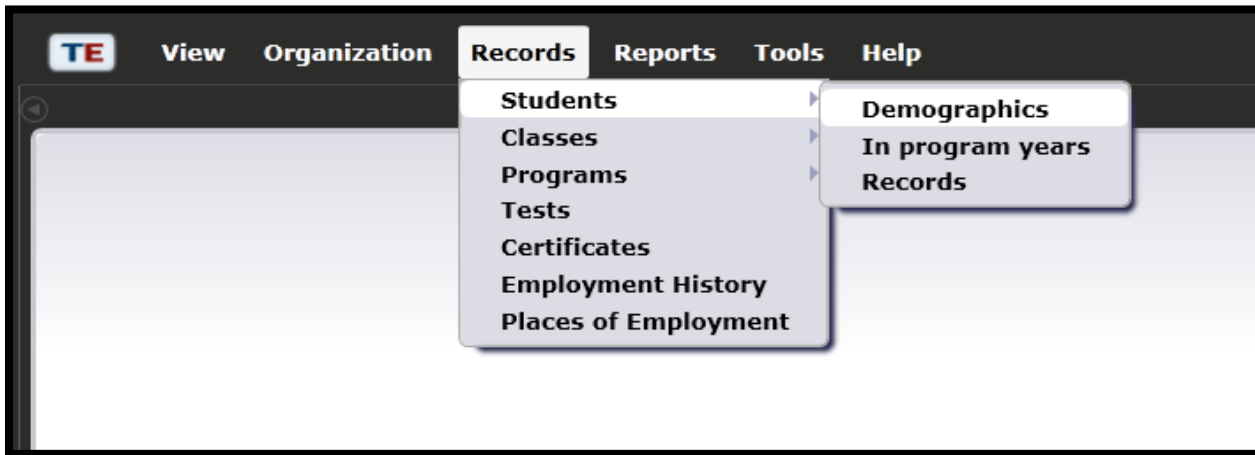 TE View Organization Records Reports Tools Help
Students
Classes
Programs
Tests
Certificates
Employment History
Places of Employment
Demographics
In program years
Records